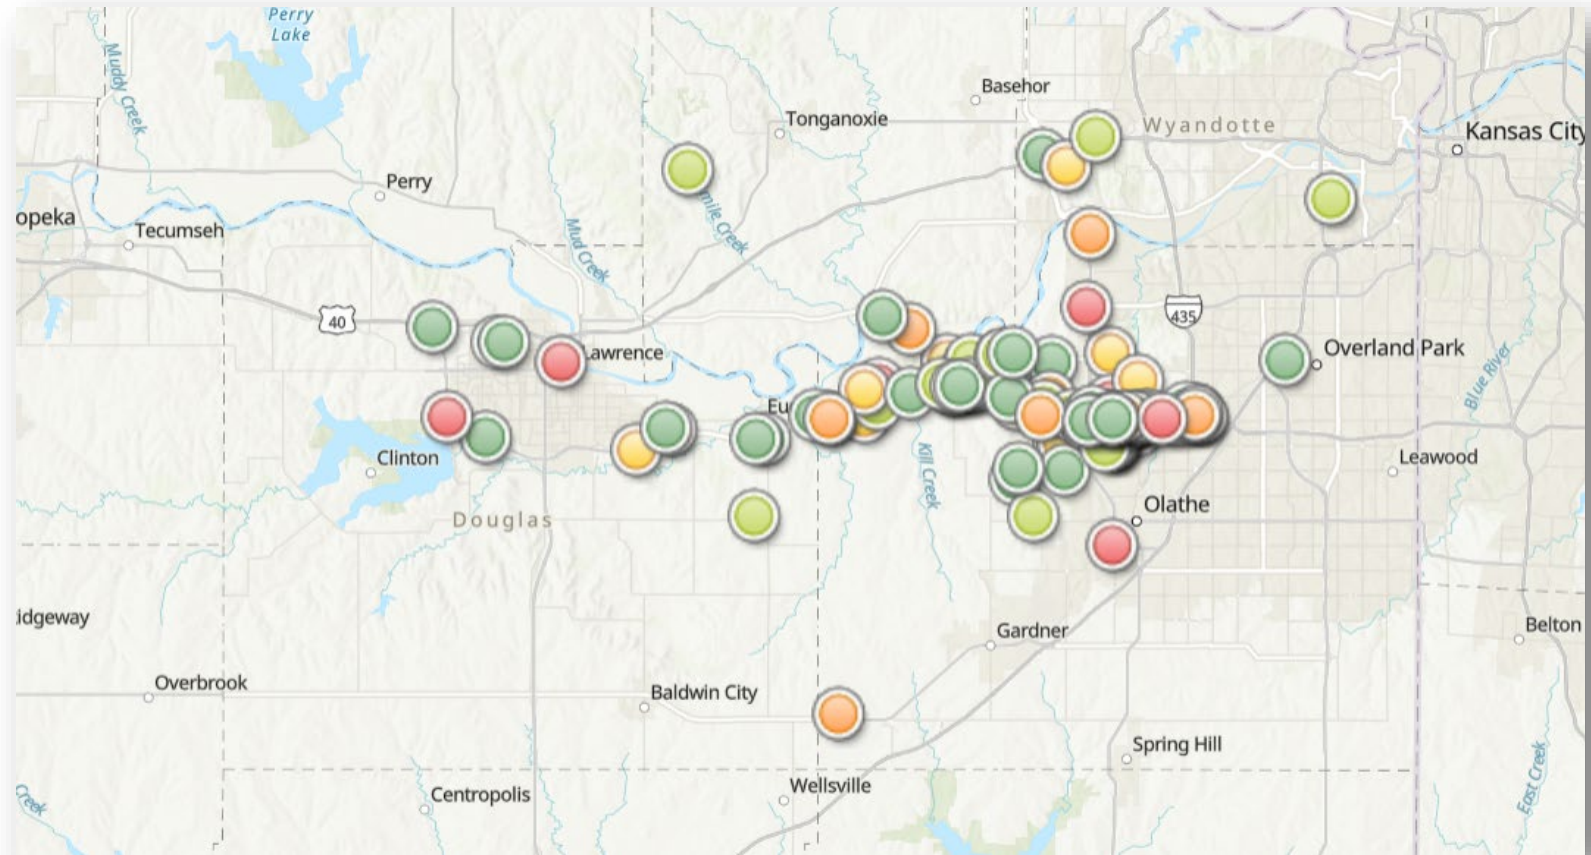 Perry
Lake
Muddy Creek
Basehor
Tonganoxie
Wyandotte
Kansas City
Perry
mile Creek
opeka
Tecumseh
Mud Creek
40
435
Lawrence
Overland Park
Blue River
Eu
Kill Creek
Clinton
Leawood
Douglas
Olathe
idgeway
Gardner
Belton
Overbrook
Baldwin City
Spring Hill
East Creek
Wellsville
Centropolis
Creek